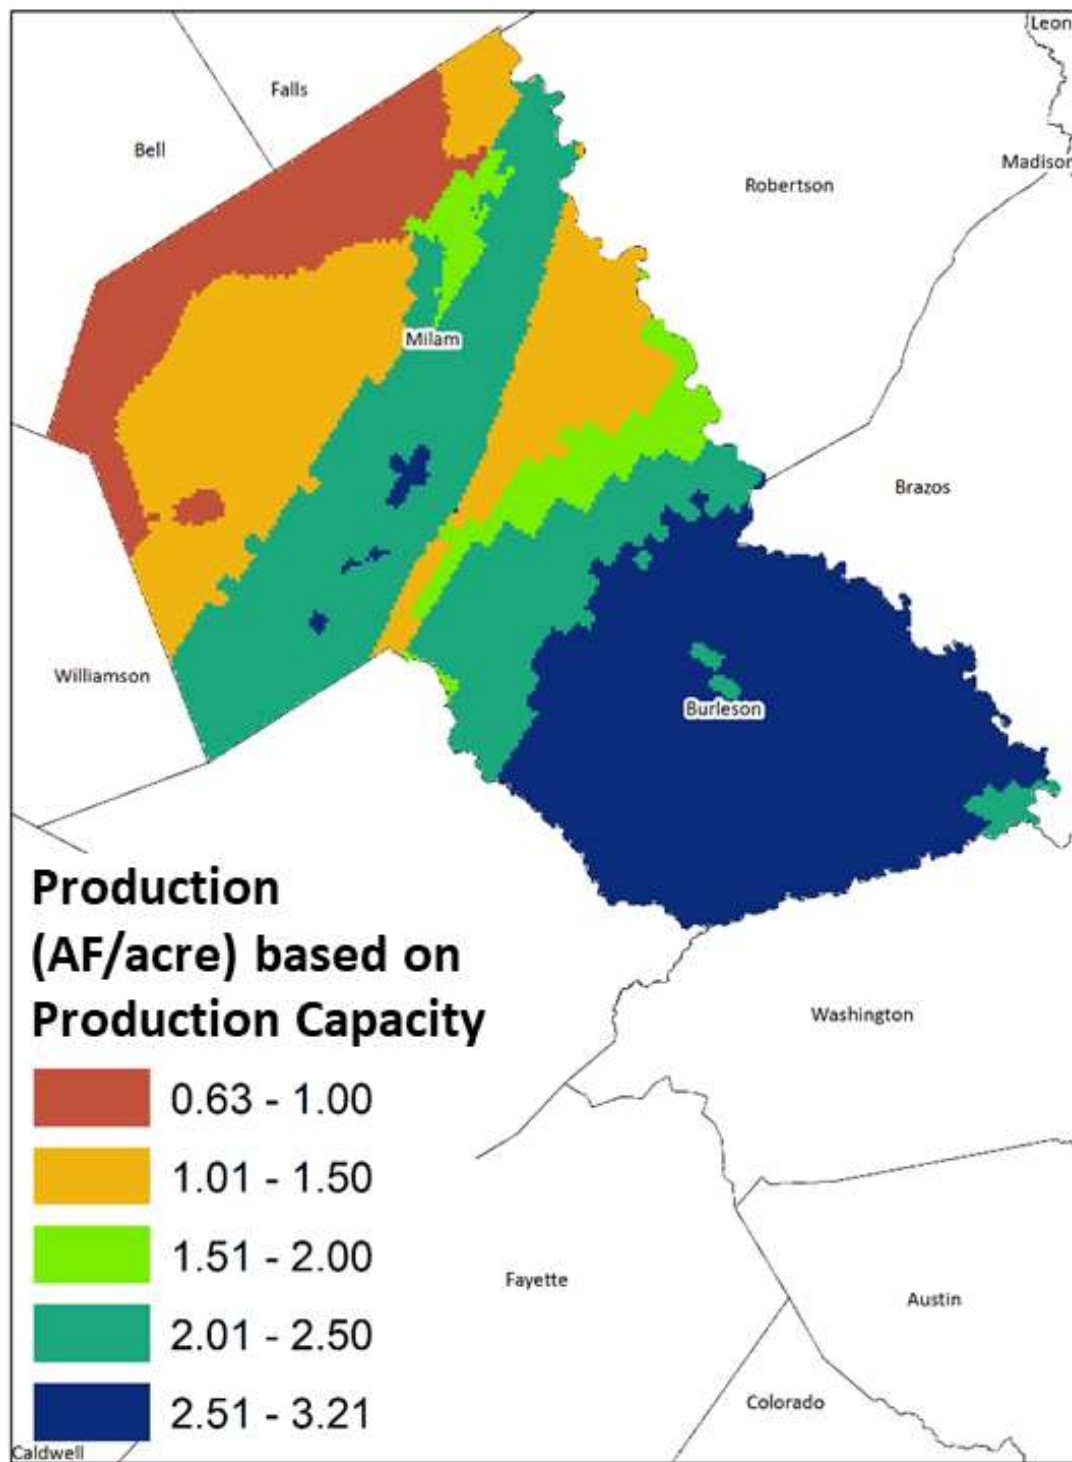 Leon
Falls
Bell
Madison
Robertson
Milam
Brazos
Williamson
Burleson
Production
(AF/acre) based on
Production Capacity
Washington
0.63 - 1.00
1.01 - 1.50
1.51 - 2.00
2.01 - 2.50
2.51 - 3.21
Fayette
Austin
Colorado
Caldwell